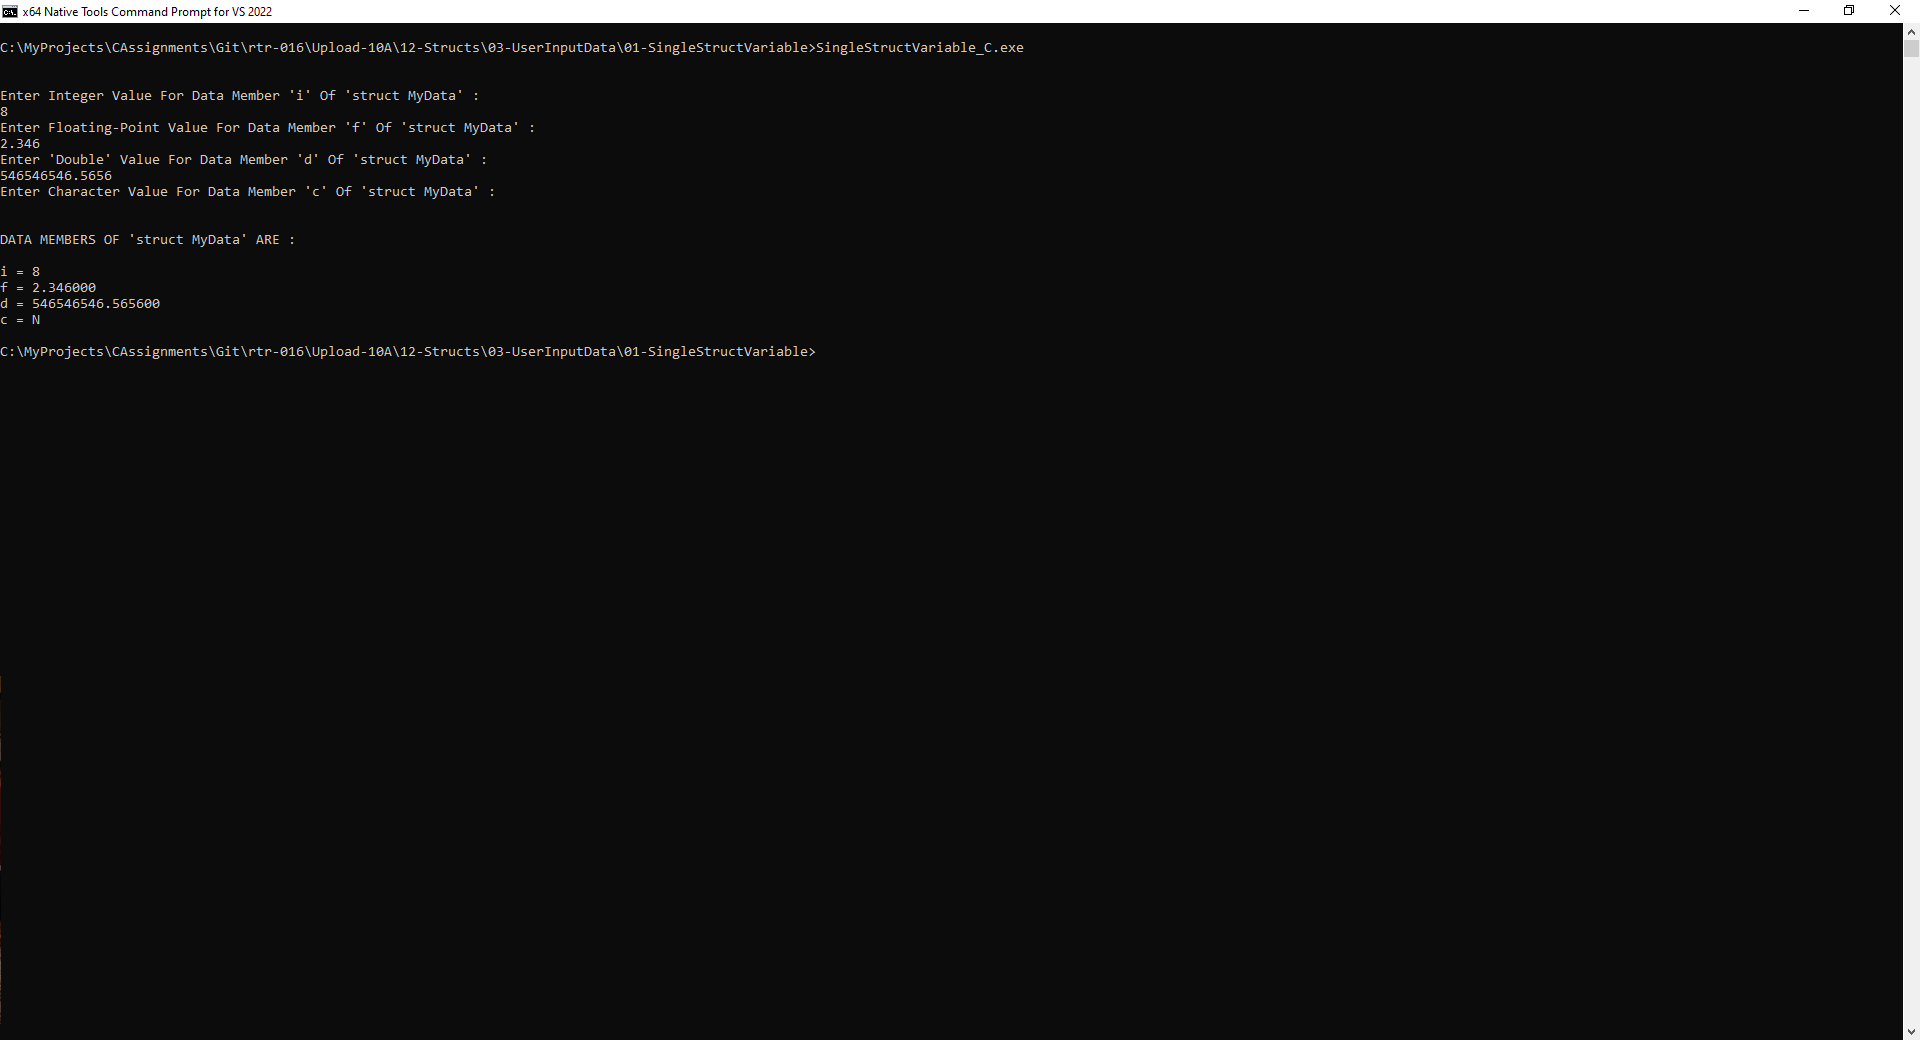 x64 Native Tools Command Prompt for VS 2022
C:\MyProjects\CAssignments\Git\rtr-016\Upload-10A\12-Structs\03-UserInputData\01-SingleStructVariable>SingleStructVariable_C.exe
Enter Integer Value For Data Member 'i' Of 'struct MyData' :
8
Enter Floating-Point Value For Data Member 'f' Of 'struct MyData' :
2.346
Enter 'Double' Value For Data Member 'd' Of 'struct MyData' :
546546546.5656
Enter Character Value For Data Member 'c' Of 'struct MyData' :
DATA MEMBERS OF 'struct MyData' ARE :
i = 8
f = 2.346000
d = 546546546.565600
c = N
C:\MyProjects\CAssignments\Git\rtr-016\Upload-10A\12-Structs\03-UserInputData\01-SingleStructVariable>